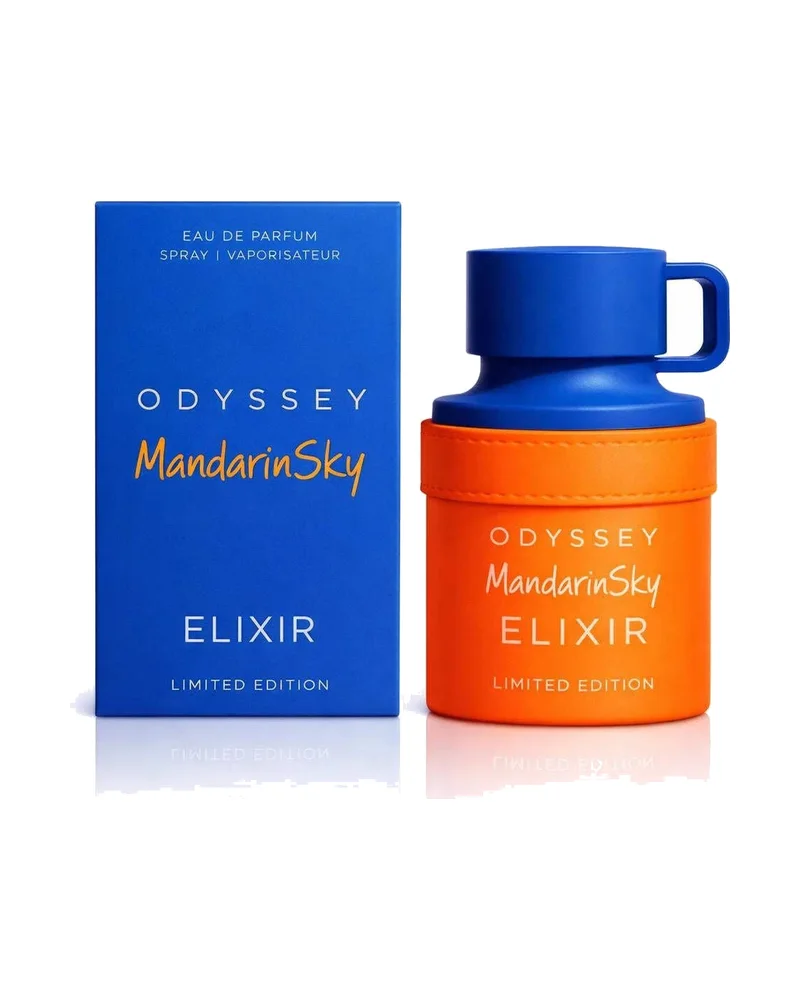 EAU DE PARFUM
SPRAY | VAPORISATEUR
ODYSSEY
MandarinSky
ELIXIR
LIMITED EDITION
ODYSSEY
MandarinSky
ELIXIR
LIMITED EDITION